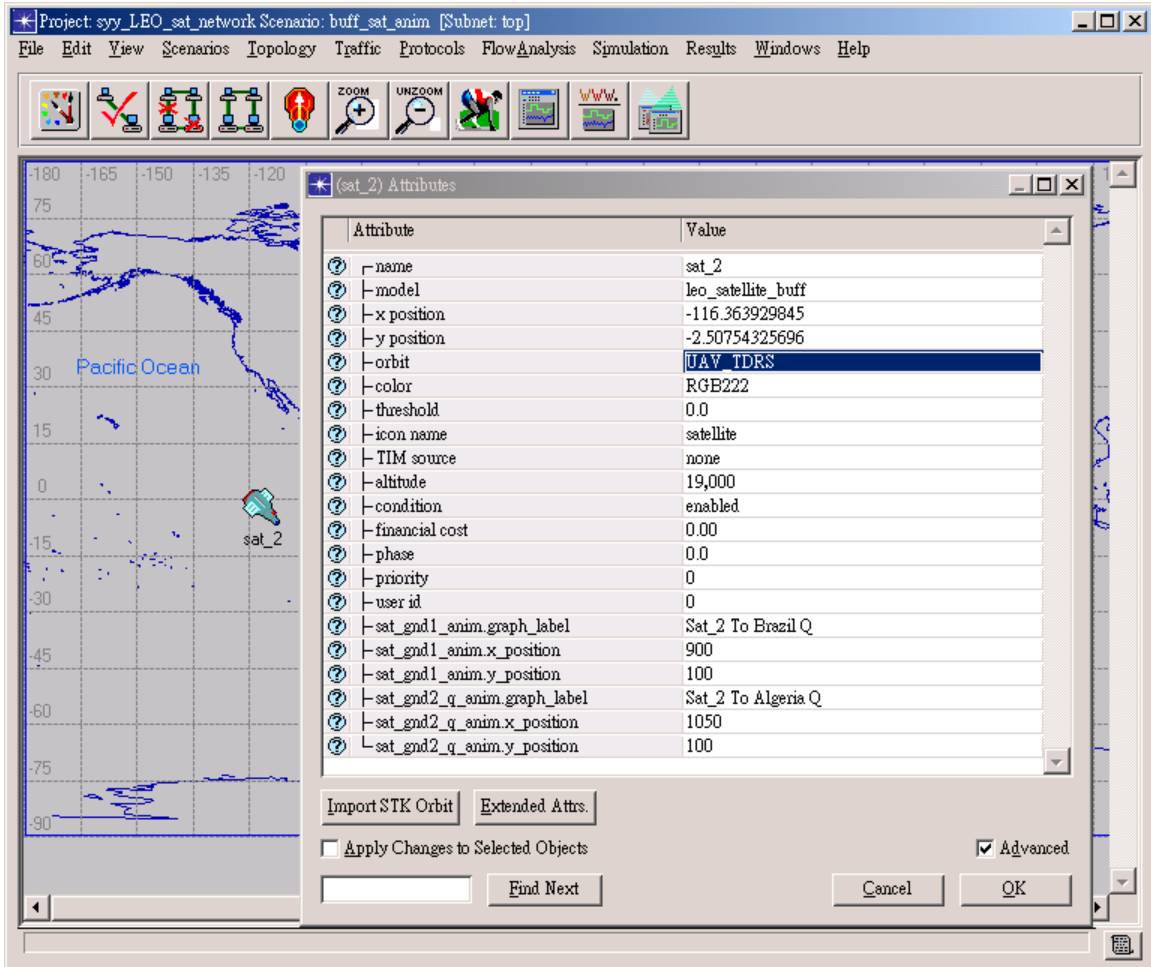 Project: syy_LEO_sat_network Scenario: buff_sat_anim [Subnet: top]
File Edit View Scenarios Topology Traffic Protocols FlowAnalysis Simulation Results Windows Help
ZOOM UNZOOM WWW.
-180 -165 -150 -135 -120
75
60
45
30
15
0
-15
-30
-45
-60
-75
-90
Pacific Ocean
sat_2
(sat_2) Attributes
Attribute Value
name sat_2
model leo_satellite_buff
x position -116.363929845
y position -2.50754325696
orbit UAV_TDRS
color RGB222
threshold 0.0
icon name satellite
TIM source none
altitude 19,000
condition enabled
financial cost 0.00
phase 0.0
priority 0
user id 0
sat_gnd1_anim.graph_label Sat_2 To Brazil Q
sat_gnd1_anim.x_position 900
sat_gnd1_anim.y_position 100
sat_gnd2_q_anim.graph_label Sat_2 To Algeria Q
sat_gnd2_q_anim.x_position 1050
sat_gnd2_q_anim.y_position 100
Import STK Orbit Extended Attrs.
Apply Changes to Selected Objects Advanced
Find Next Cancel OK